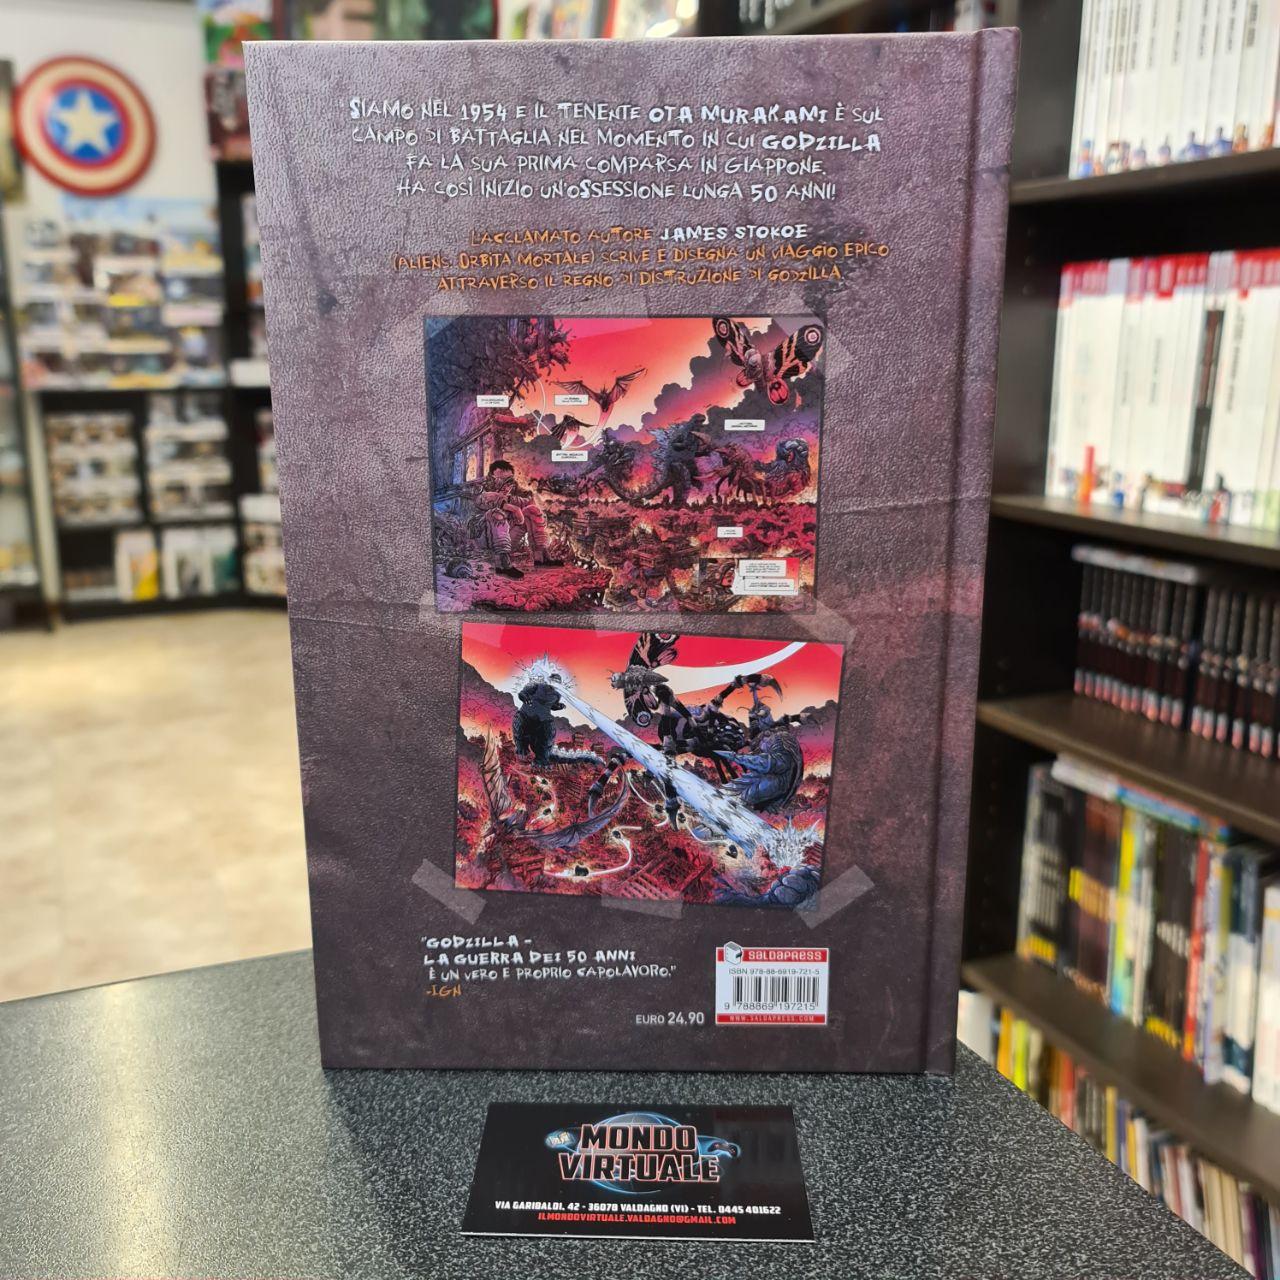 SIAMO NEL 1954 E IL TENENTE OTA MURAKAMI È SUL
CAMPO DI BATTAGLIA NEL MOMENTO IN CUI GODZILLA
FA LA SUA PRIMA COMPARSA IN GIAPPONE.
HA COSÌ INIZIO UN'OSSESSIONE LUNGA 50 ANNI!
L'ACCLAMATO AUTORE JAMES STOKOE
(ALIENS: ORBITA MORTALE) SCRIVE E DISEGNA UN VIAGGIO EPICO
ATTRAVERSO IL REGNO DI DISTRUZIONE DI GODZILLA.
"GODZILLA -
LA GUERRA DEI 50 ANNI
È UN VERO E PROPRIO CAPOLAVORO."
-IGN
EURO 24,90
SALDAPRESS
ISBN 978-88-6919-721-5
9 788869 197215
WWW.SALDAPRESS.COM
MONDO
VIRTUALE
VIA GARIBALDI, 42 - 36078 VALDAGNO (VI) - TEL. 0445 401622
ILMONDOVIRTUALE.VALDAGNO@GMAIL.COM